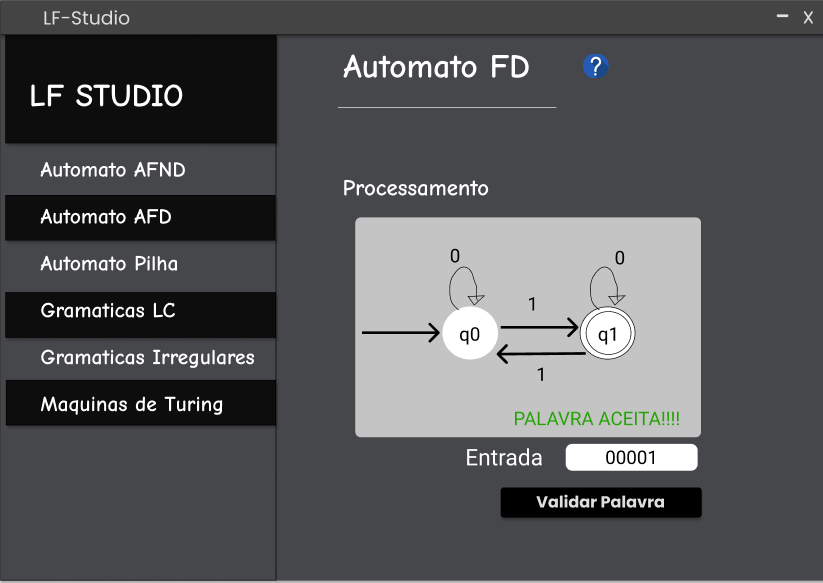 LF-Studio
X
LF STUDIO
Automato AFND
Automato AFD
Automato Pilha
Gramaticas LC
Gramaticas Irregulares
Maquinas de Turing
Automato FD
?
Processamento
0
0
1
q0
q1
1
PALAVRA ACEITA!!!!
Entrada 00001
Validar Palavra